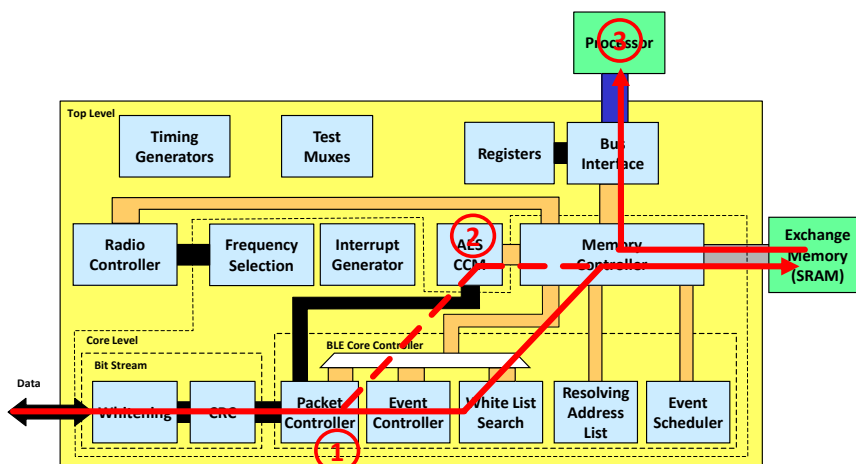 3
Processor
Top Level
Timing
Generators
Test
Muxes
Registers
Bus
Interface
Radio
Controller
Frequency
Selection
Interrupt
Generator
2
AES
CCM
Memory
Controller
Exchange
Memory
(SRAM)
Core Level
Bit Stream
BLE Core Controller
Data
Whitening
CRC
Packet
Controller
Event
Controller
White List
Search
Resolving
Address
List
Event
Scheduler
1